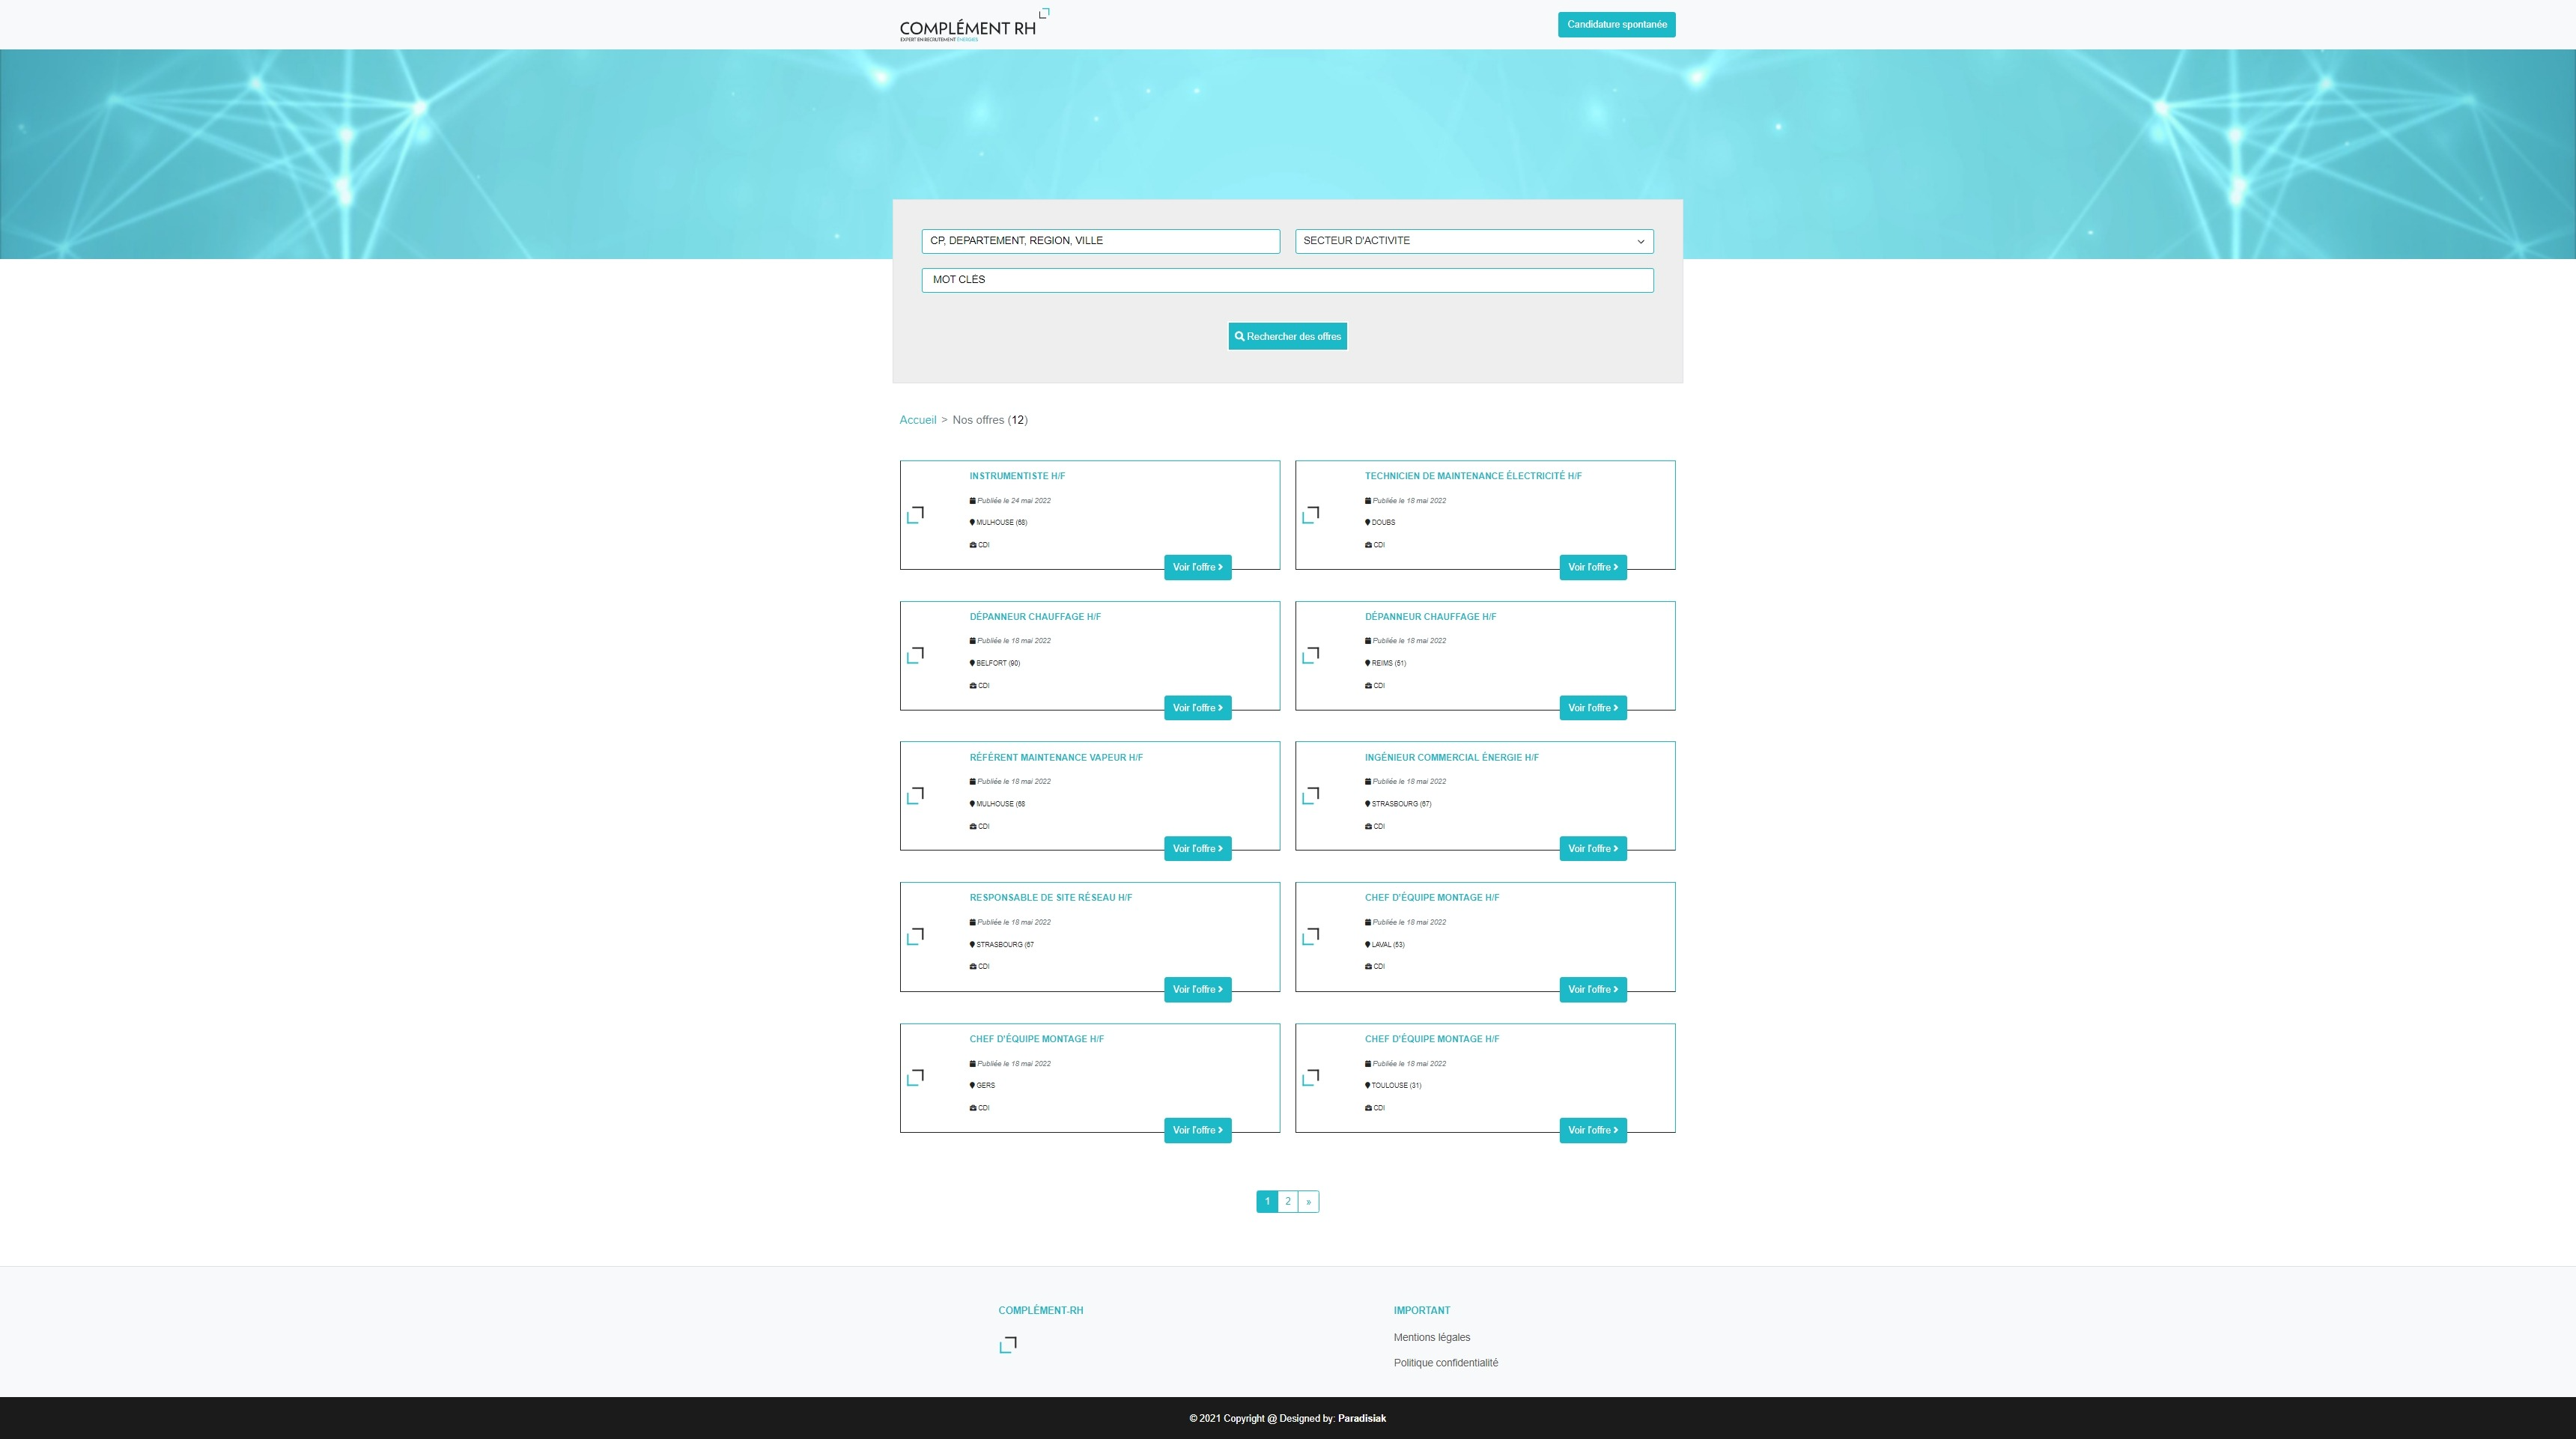 COMPLÉMENT RH
EXPERT EN RECRUTEMENT ÉNERGIES
Candidature spontanée
CP, DEPARTEMENT, REGION, VILLE
SECTEUR D'ACTIVITE
MOT CLÉS
Rechercher des offres
Accueil > Nos offres (12)
INSTRUMENTISTE H/F
Publiée le 24 mai 2022
MULHOUSE (68)
CDI
Voir l'offre
TECHNICIEN DE MAINTENANCE ÉLECTRICITÉ H/F
Publiée le 18 mai 2022
DOUBS
CDI
Voir l'offre
DÉPANNEUR CHAUFFAGE H/F
Publiée le 18 mai 2022
BELFORT (90)
CDI
Voir l'offre
DÉPANNEUR CHAUFFAGE H/F
Publiée le 18 mai 2022
REIMS (51)
CDI
Voir l'offre
RÉFÉRENT MAINTENANCE VAPEUR H/F
Publiée le 18 mai 2022
MULHOUSE (68
CDI
Voir l'offre
INGÉNIEUR COMMERCIAL ÉNERGIE H/F
Publiée le 18 mai 2022
STRASBOURG (67)
CDI
Voir l'offre
RESPONSABLE DE SITE RÉSEAU H/F
Publiée le 18 mai 2022
STRASBOURG (67
CDI
Voir l'offre
CHEF D'ÉQUIPE MONTAGE H/F
Publiée le 18 mai 2022
LAVAL (53)
CDI
Voir l'offre
CHEF D'ÉQUIPE MONTAGE H/F
Publiée le 18 mai 2022
GERS
CDI
Voir l'offre
CHEF D'ÉQUIPE MONTAGE H/F
Publiée le 18 mai 2022
TOULOUSE (31)
CDI
Voir l'offre
1 2 »
COMPLÉMENT-RH
IMPORTANT
Mentions légales
Politique confidentialité
© 2021 Copyright @ Designed by: Paradisiak